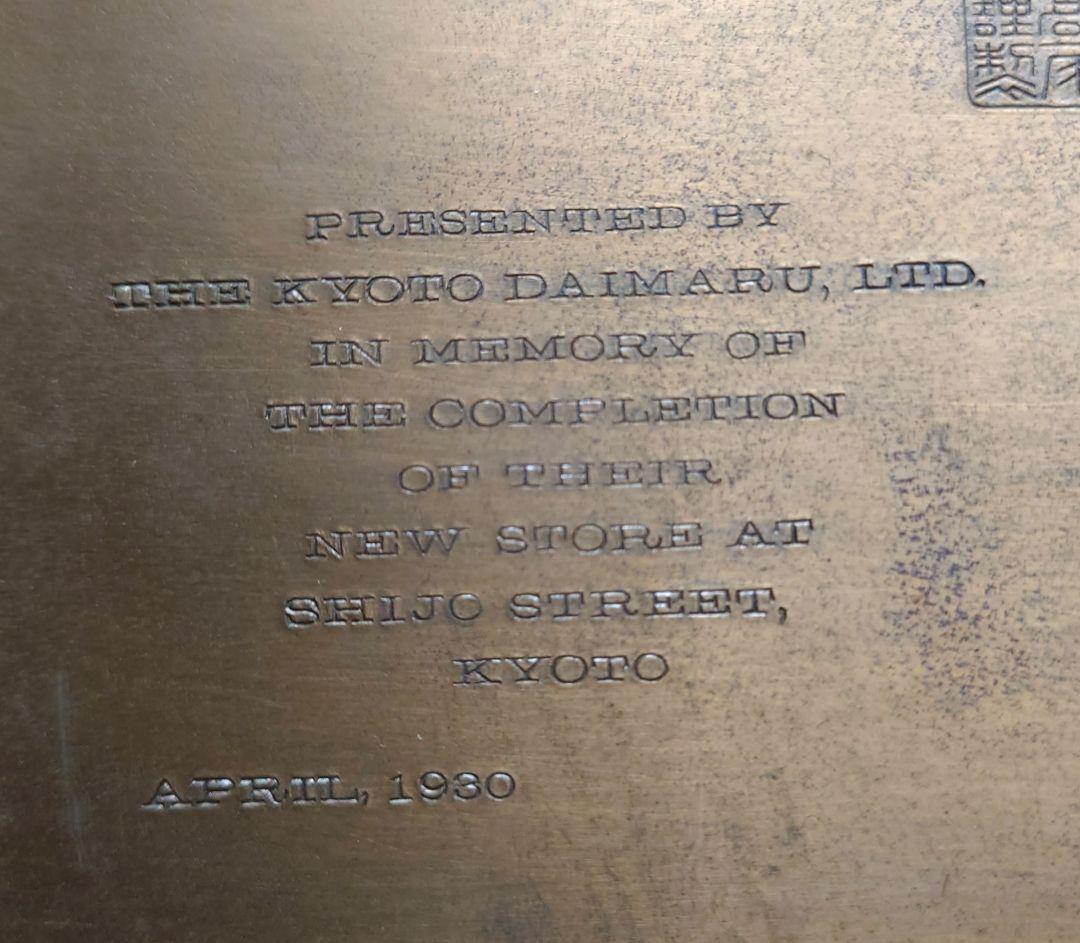 PRESENTED BY
THE KYOTO DAIMARU, LTD.
IN MEMORY OF
THE COMPLETION
OF THEIR
NEW STORE AT
SHIJO STREET,
KYOTO
APRIL, 1930